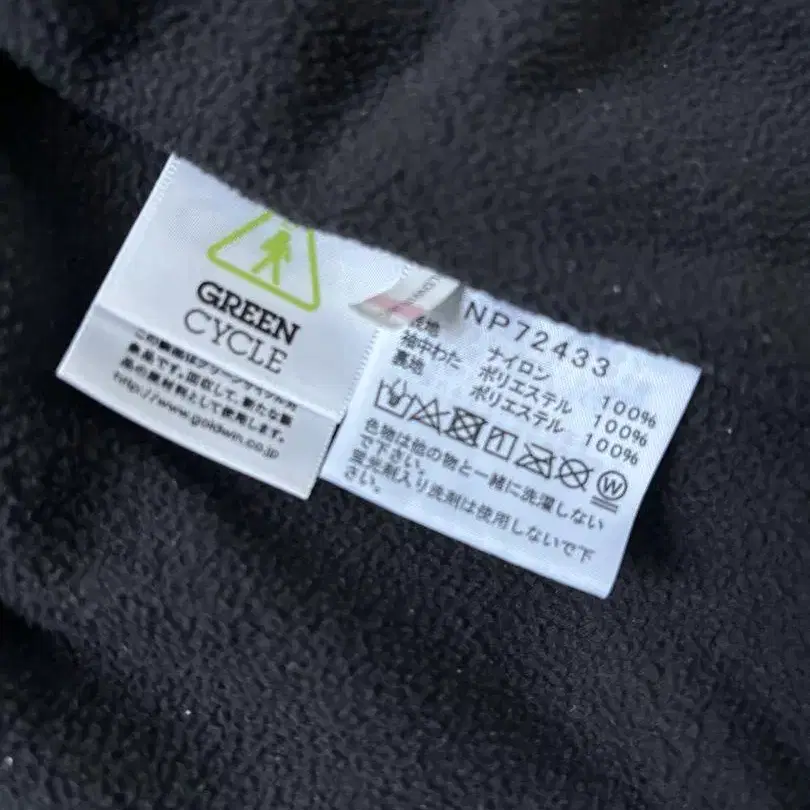 GREEN
CYCLE
この製品はグリーンサイクル対
象品です。回収して、新たな製
品の原材料として使用します。
http://www.goldwin.co.jp
NP72433
表地 ナイロン 100%
袖中わた ポリエステル 100%
裏地 ポリエステル 100%
W
色物は他の物と一緒に洗濯しない
で下さい。
蛍光剤入り洗剤は使用しないで下
さい。